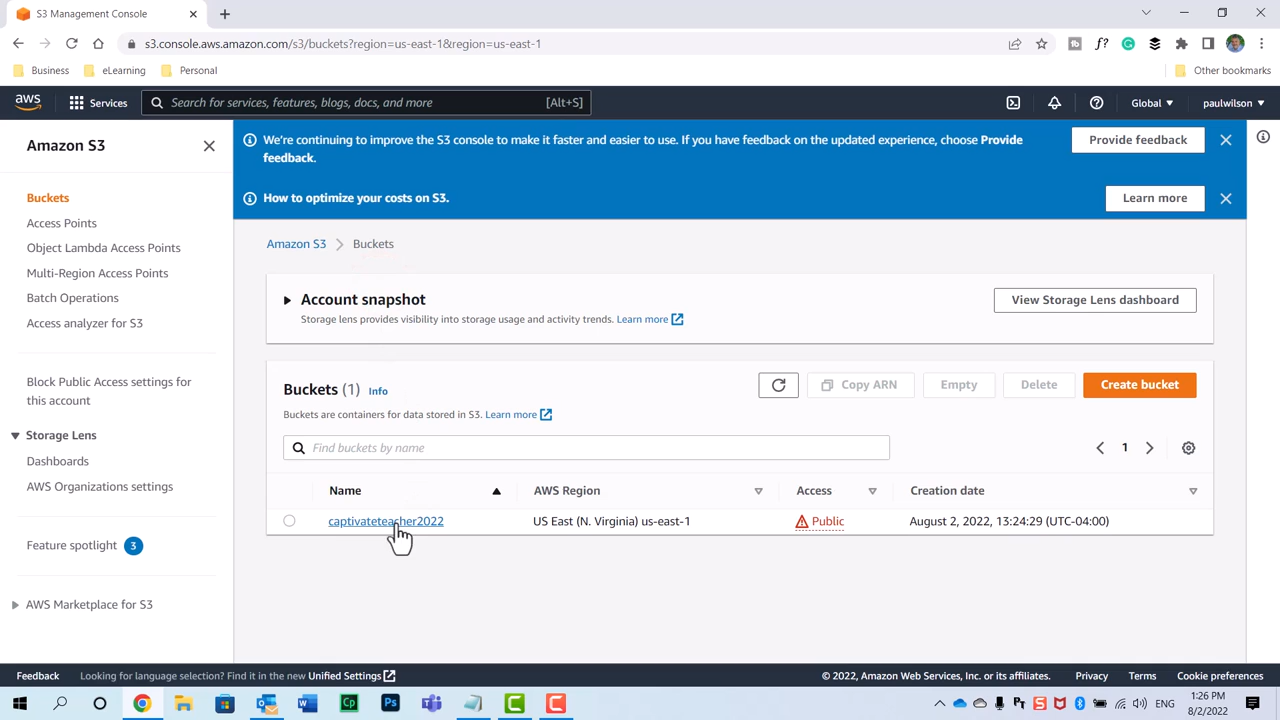 S3 Management Console
s3.console.aws.amazon.com/s3/buckets?region=us-east-1&region=us-east-1
Business
eLearning
Personal
Other bookmarks
aws
Services
Search for services, features, blogs, docs, and more
[Alt+S]
Global
paulwilson
Amazon S3
Buckets
Access Points
Object Lambda Access Points
Multi-Region Access Points
Batch Operations
Access analyzer for S3
Block Public Access settings for
this account
Storage Lens
Dashboards
AWS Organizations settings
Feature spotlight 3
AWS Marketplace for S3
We're continuing to improve the S3 console to make it faster and easier to use. If you have feedback on the updated experience, choose Provide
feedback.
Provide feedback
How to optimize your costs on S3.
Learn more
Amazon S3 > Buckets
Account snapshot
Storage lens provides visibility into storage usage and activity trends. Learn more
View Storage Lens dashboard
Buckets (1) Info
Buckets are containers for data stored in S3. Learn more
Copy ARN
Empty
Delete
Create bucket
Find buckets by name
1
Name
AWS Region
Access
Creation date
captivateteacher2022
US East (N. Virginia) us-east-1
Public
August 2, 2022, 13:24:29 (UTC-04:00)
Feedback
Looking for language selection? Find it in the new Unified Settings
© 2022, Amazon Web Services, Inc. or its affiliates.
Privacy
Terms
Cookie preferences
ENG
1:26 PM
8/2/2022